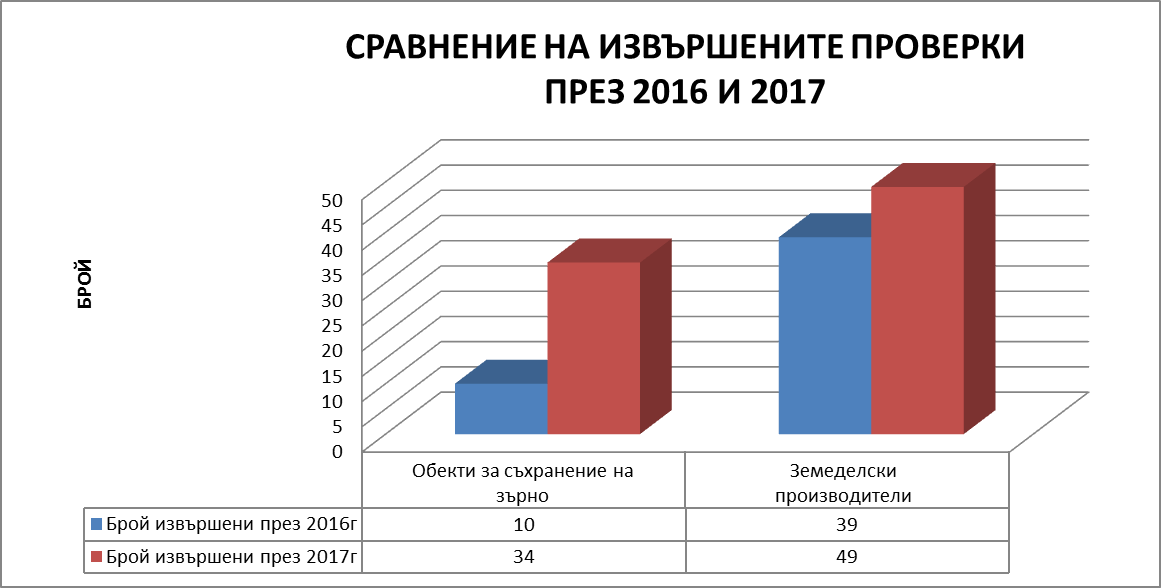 СРАВНЕНИЕ НА ИЗВЪРШЕНИТЕ ПРОВЕРКИ
ПРЕЗ 2016 И 2017
БРОЙ
50
45
40
35
30
25
20
15
10
5
0
Обекти за съхранение на
зърно
Земеделски
производители
Брой извършени през 2016г 10 39
Брой извършени през 2017г 34 49